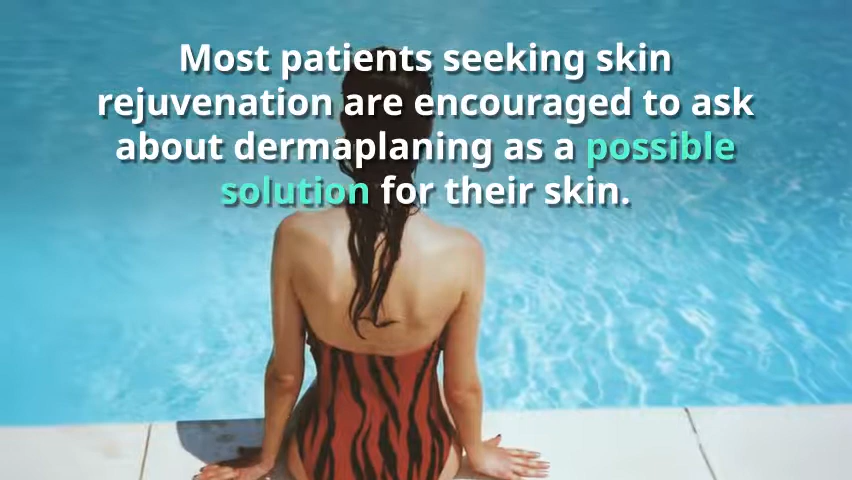 Most patients seeking skin
rejuvenation are encouraged to ask
about dermaplaning as a possible
solution for their skin.